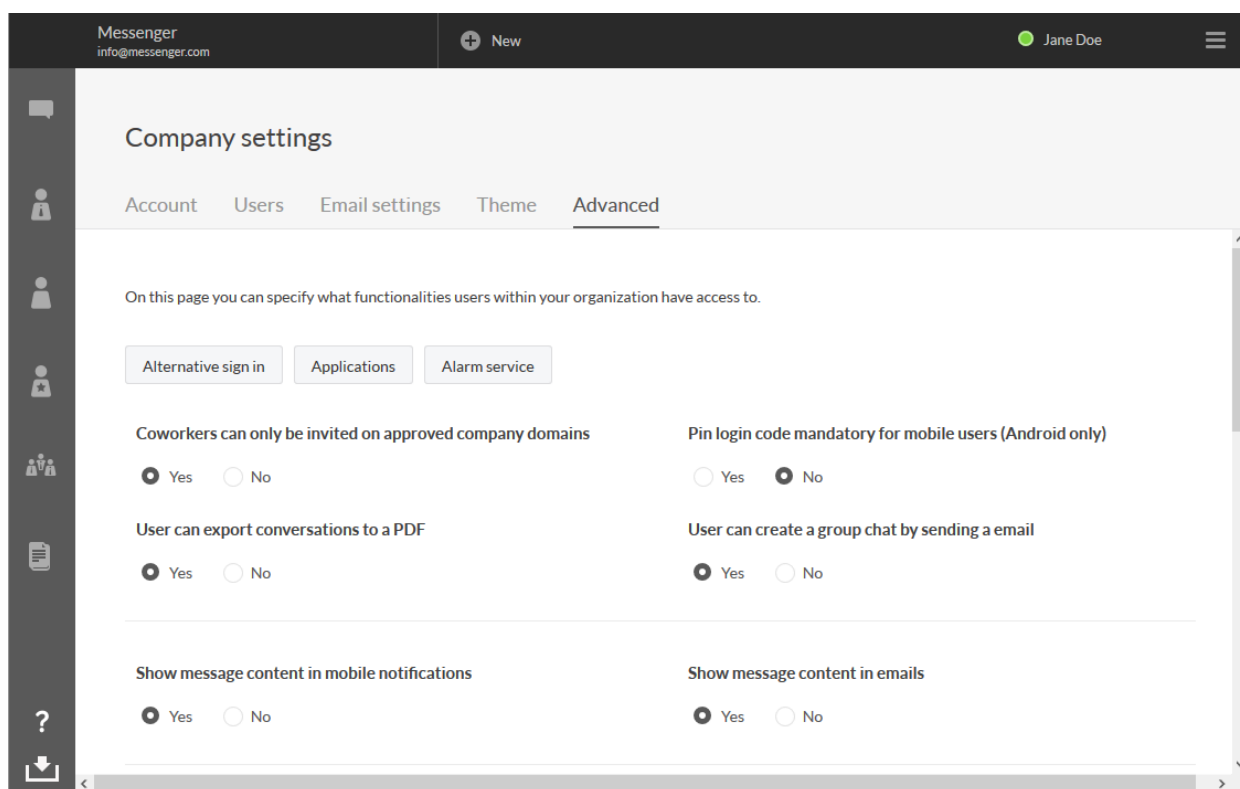 Messenger
info@messenger.com
New
Jane Doe
Company settings
Account Users Email settings Theme Advanced
On this page you can specify what functionalities users within your organization have access to.
Alternative sign in Applications Alarm service
Coworkers can only be invited on approved company domains
Yes No
Pin login code mandatory for mobile users (Android only)
Yes No
User can export conversations to a PDF
Yes No
User can create a group chat by sending a email
Yes No
Show message content in mobile notifications
Yes No
Show message content in emails
Yes No
?